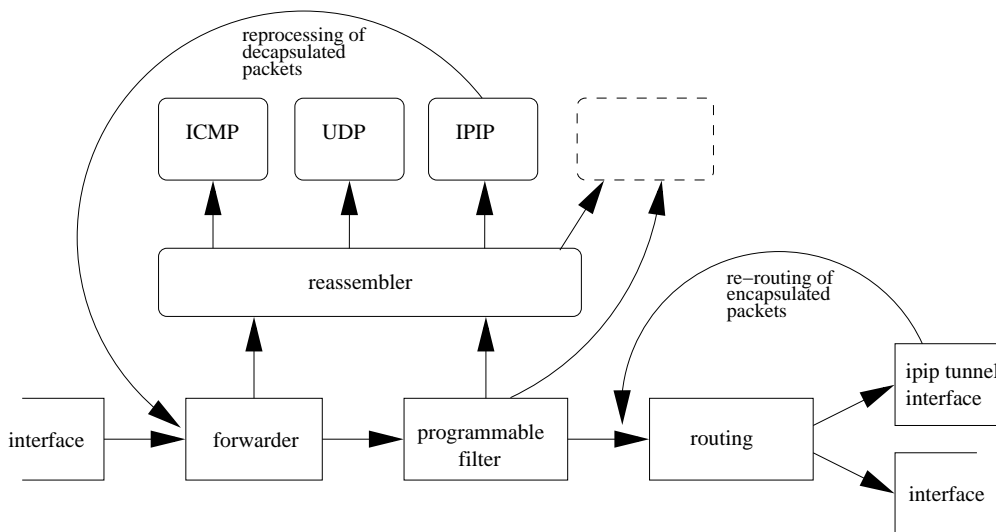 reprocessing of
decapsulated
packets
ICMP
UDP
IPIP
reassembler
re−routing of
encapsulated
packets
interface
forwarder
programmable
filter
routing
ipip tunnel
interface
interface